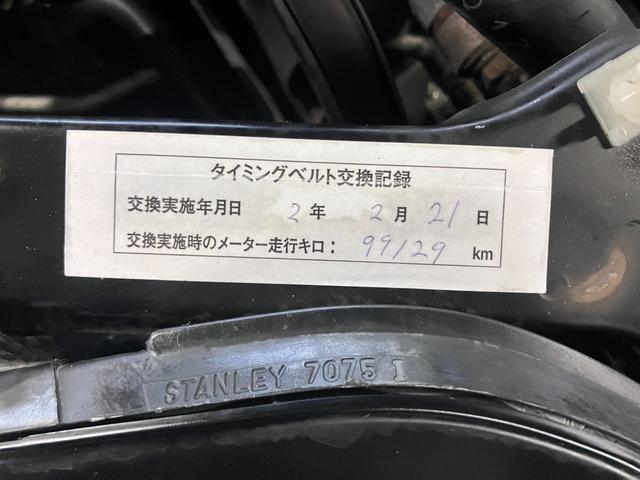 タイミングベルト交換記録
交換実施年月日 2年 2月 21日
交換実施時のメーター走行キロ： 99129 km
STANLEY 7075 I